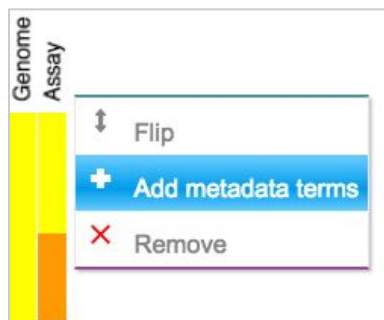 Genome
Assay
Flip
Add metadata terms
Remove